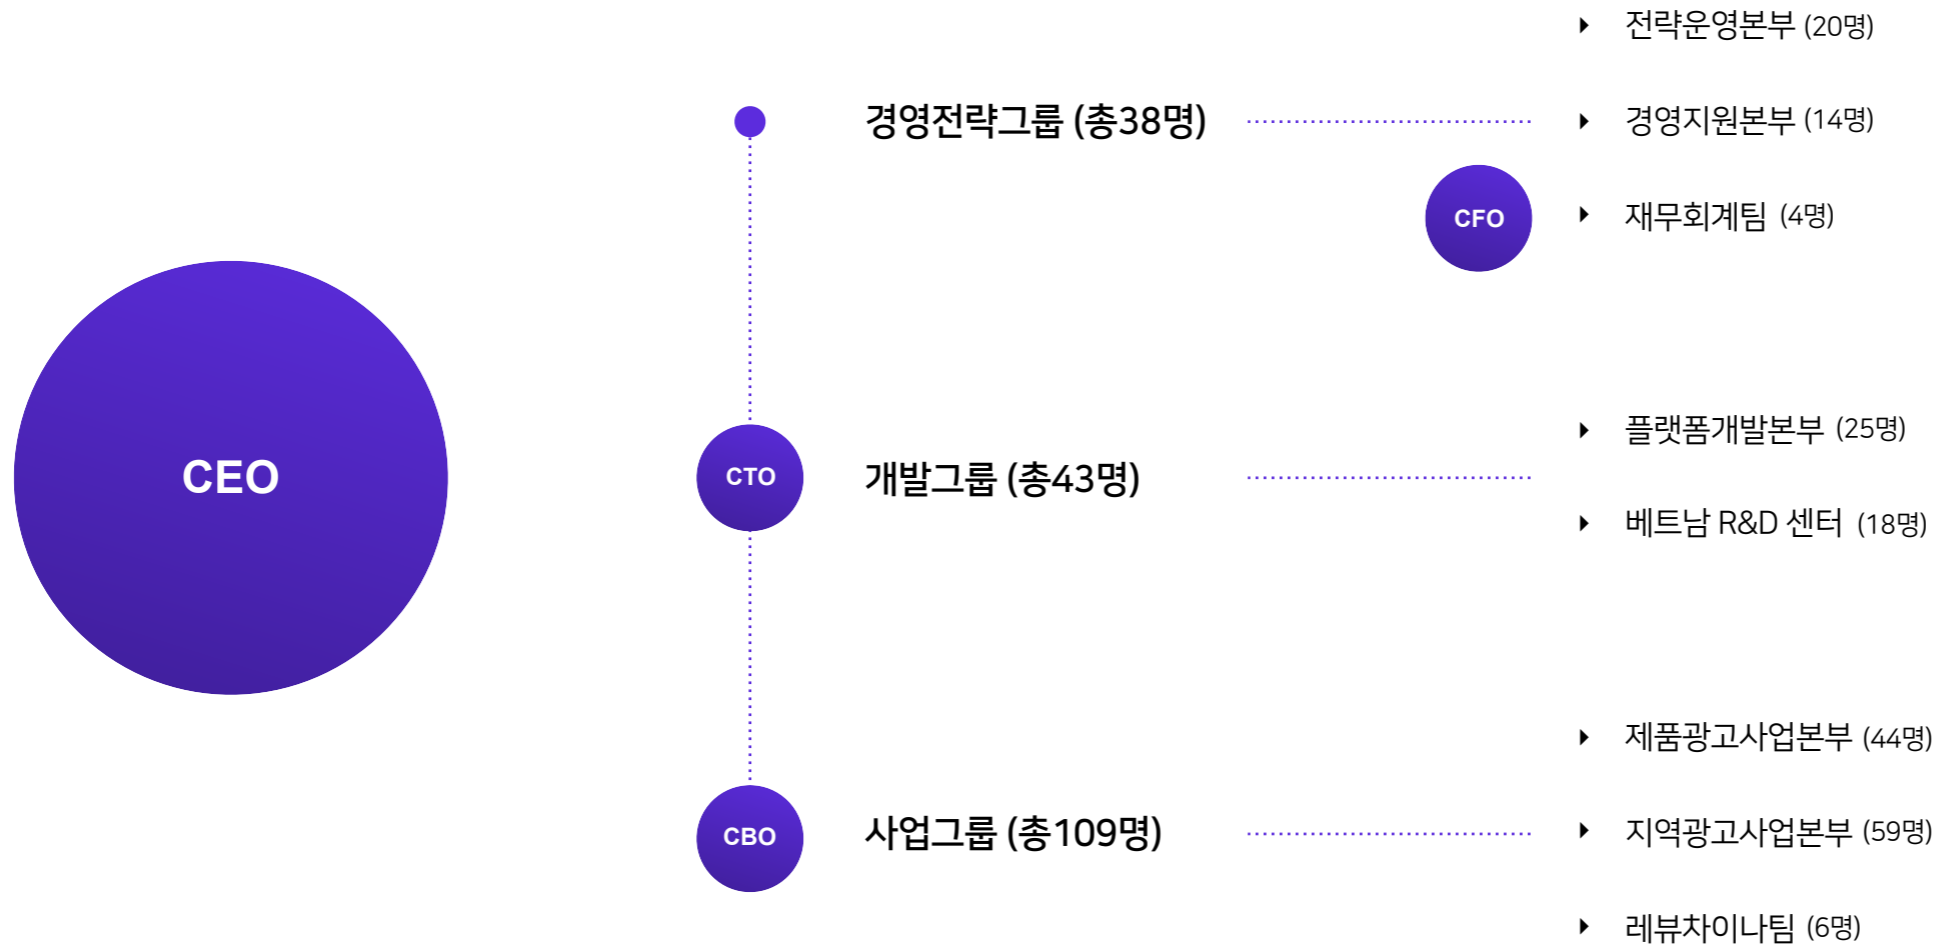 CEO
경영전략그룹 (총38명)
전략운영본부 (20명)
경영지원본부 (14명)
CFO
재무회계팀 (4명)
CTO
개발그룹 (총43명)
플랫폼개발본부 (25명)
베트남 R&D 센터 (18명)
CBO
사업그룹 (총109명)
제품광고사업본부 (44명)
지역광고사업본부 (59명)
레뷰차이나팀 (6명)